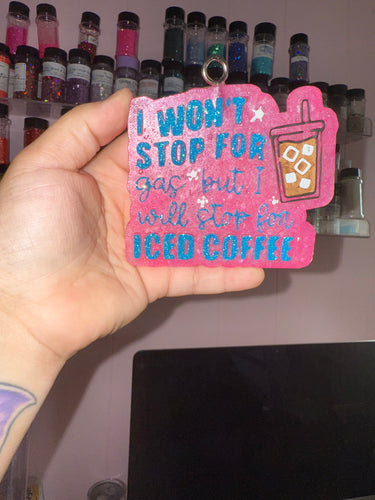 I WON'T
STOP FOR
gas but I
will stop for
ICED COFFEE